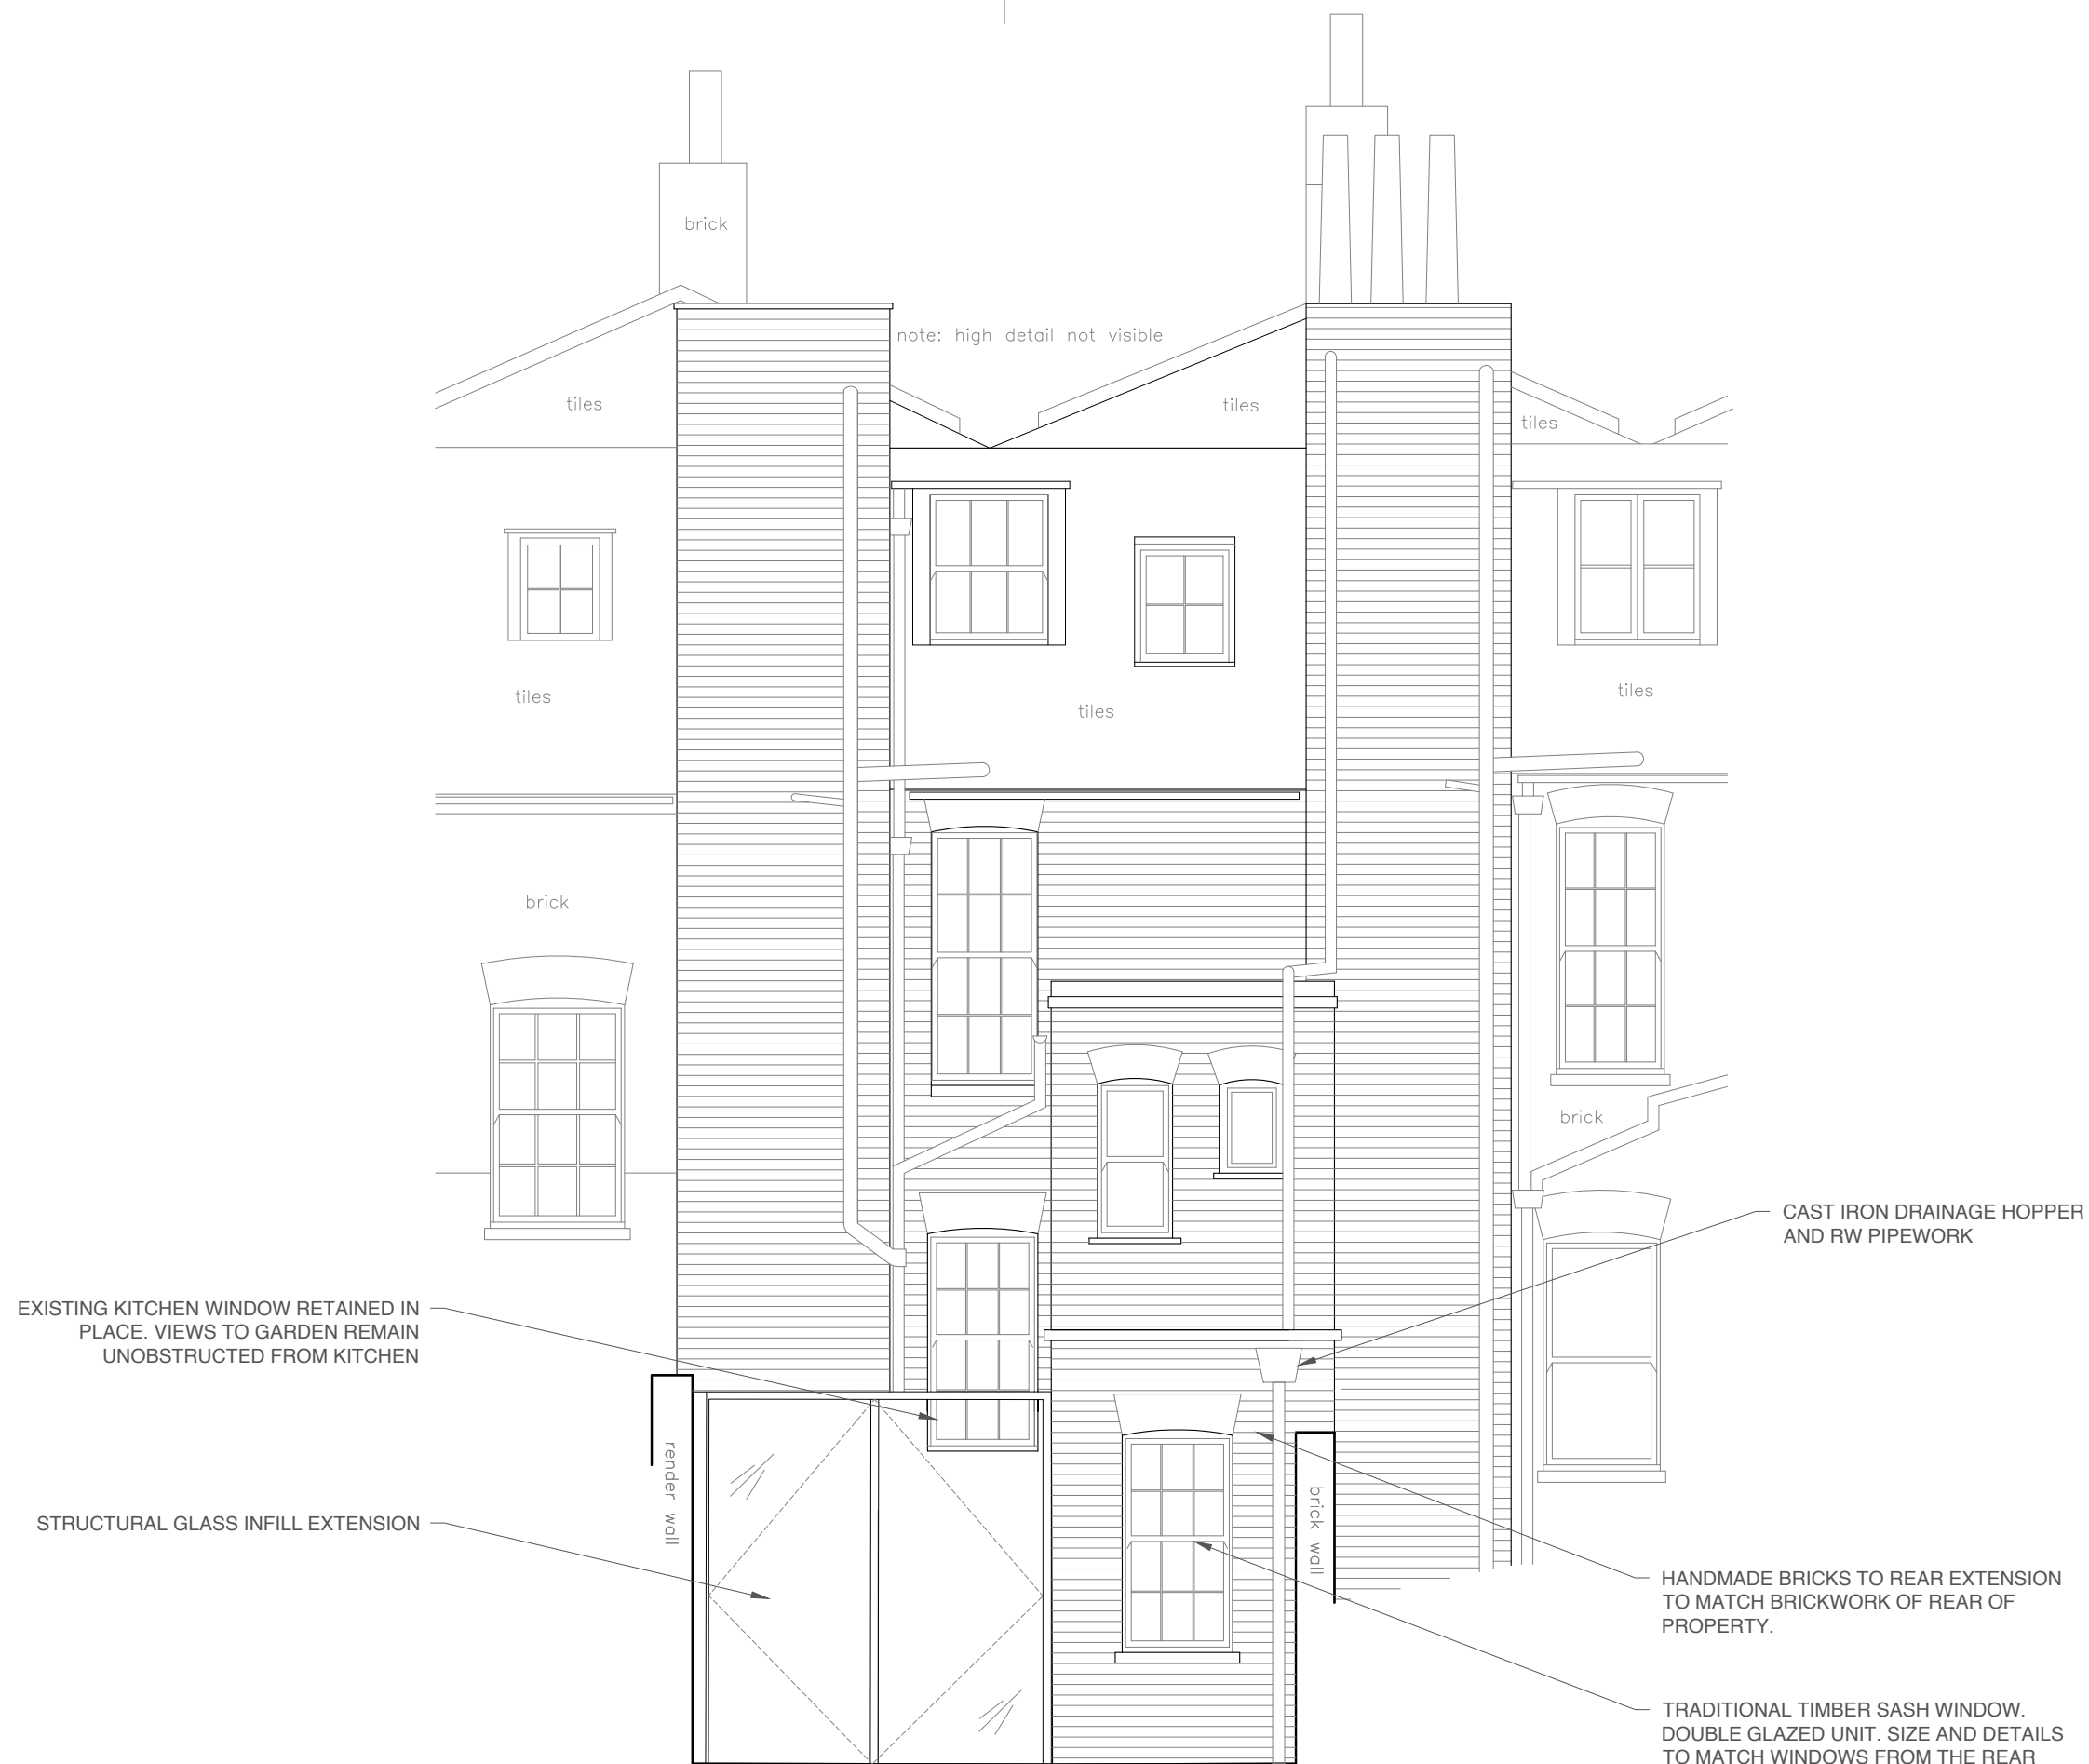 brick
note: high detail not visible
tiles
tiles
tiles
tiles
tiles
tiles
brick
brick
CAST IRON DRAINAGE HOPPER
AND RW PIPEWORK
EXISTING KITCHEN WINDOW RETAINED IN
PLACE. VIEWS TO GARDEN REMAIN
UNOBSTRUCTED FROM KITCHEN
render wall
brick wall
STRUCTURAL GLASS INFILL EXTENSION
HANDMADE BRICKS TO REAR EXTENSION
TO MATCH BRICKWORK OF REAR OF
PROPERTY.
TRADITIONAL TIMBER SASH WINDOW.
DOUBLE GLAZED UNIT. SIZE AND DETAILS
TO MATCH WINDOWS FROM THE REAR